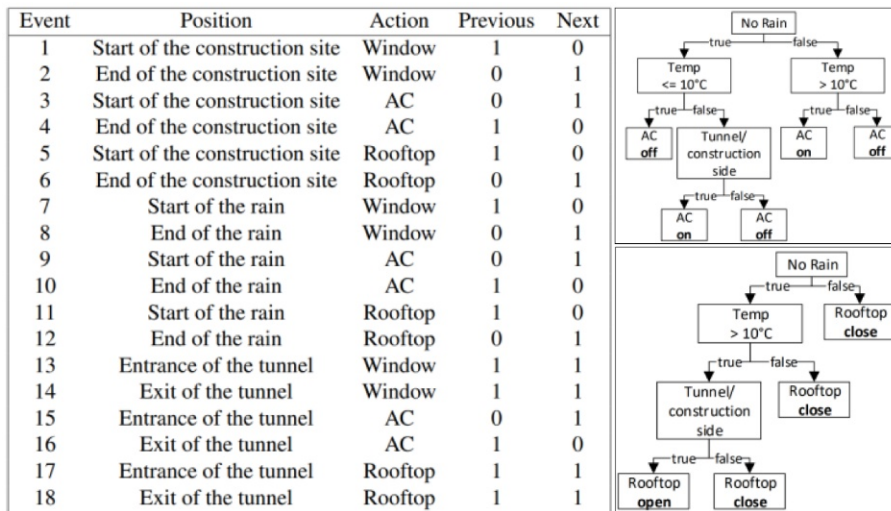 Event Position Action Previous Next
1 Start of the construction site Window 1 0
2 End of the construction site Window 0 1
3 Start of the construction site AC 0 1
4 End of the construction site AC 1 0
5 Start of the construction site Rooftop 1 0
6 End of the construction site Rooftop 0 1
7 Start of the rain Window 1 0
8 End of the rain Window 0 1
9 Start of the rain AC 0 1
10 End of the rain AC 1 0
11 Start of the rain Rooftop 1 0
12 End of the rain Rooftop 0 1
13 Entrance of the tunnel Window 1 1
14 Exit of the tunnel Window 1 1
15 Entrance of the tunnel AC 0 1
16 Exit of the tunnel AC 1 0
17 Entrance of the tunnel Rooftop 1 1
18 Exit of the tunnel Rooftop 1 1
No Rain
true false
Temp
<= 10°C
Temp
> 10°C
true false
true false
AC
off
Tunnel/
construction
side
AC
on
AC
off
true false
AC
on
AC
off
No Rain
true false
Temp
> 10°C
Rooftop
close
true false
Tunnel/
construction
side
Rooftop
close
true false
Rooftop
open
Rooftop
close